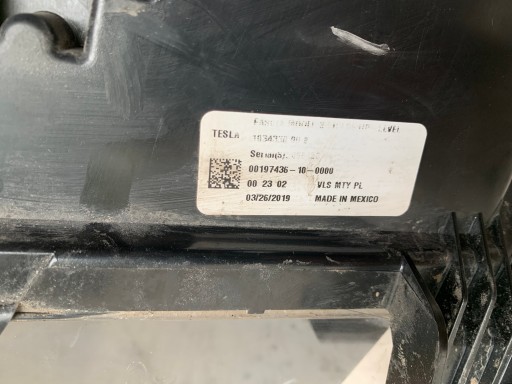 TESLA
Serial(s):
00197436-10-0000
00 23 02 VLS MTY PL
03/26/2019 MADE IN MEXICO